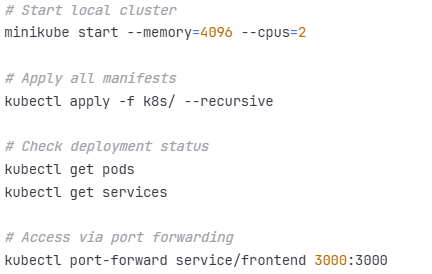 # Start local cluster
minikube start --memory=4096 --cpus=2
# Apply all manifests
kubectl apply -f k8s/ --recursive
# Check deployment status
kubectl get pods
kubectl get services
# Access via port forwarding
kubectl port-forward service/frontend 3000:3000